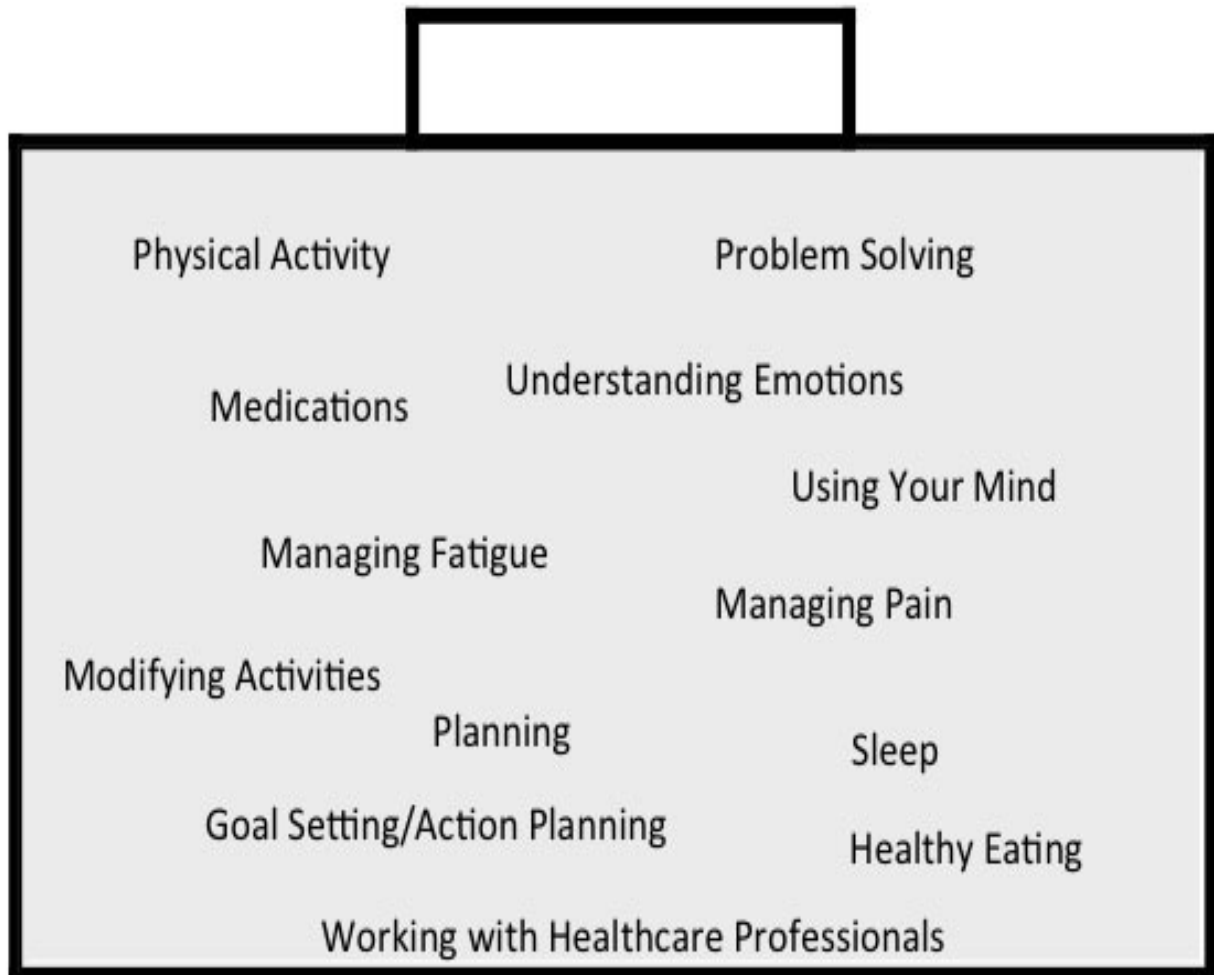 Physical Activity
Problem Solving
Understanding Emotions
Medications
Using Your Mind
Managing Fatigue
Managing Pain
Modifying Activities
Planning
Sleep
Goal Setting/Action Planning
Healthy Eating
Working with Healthcare Professionals